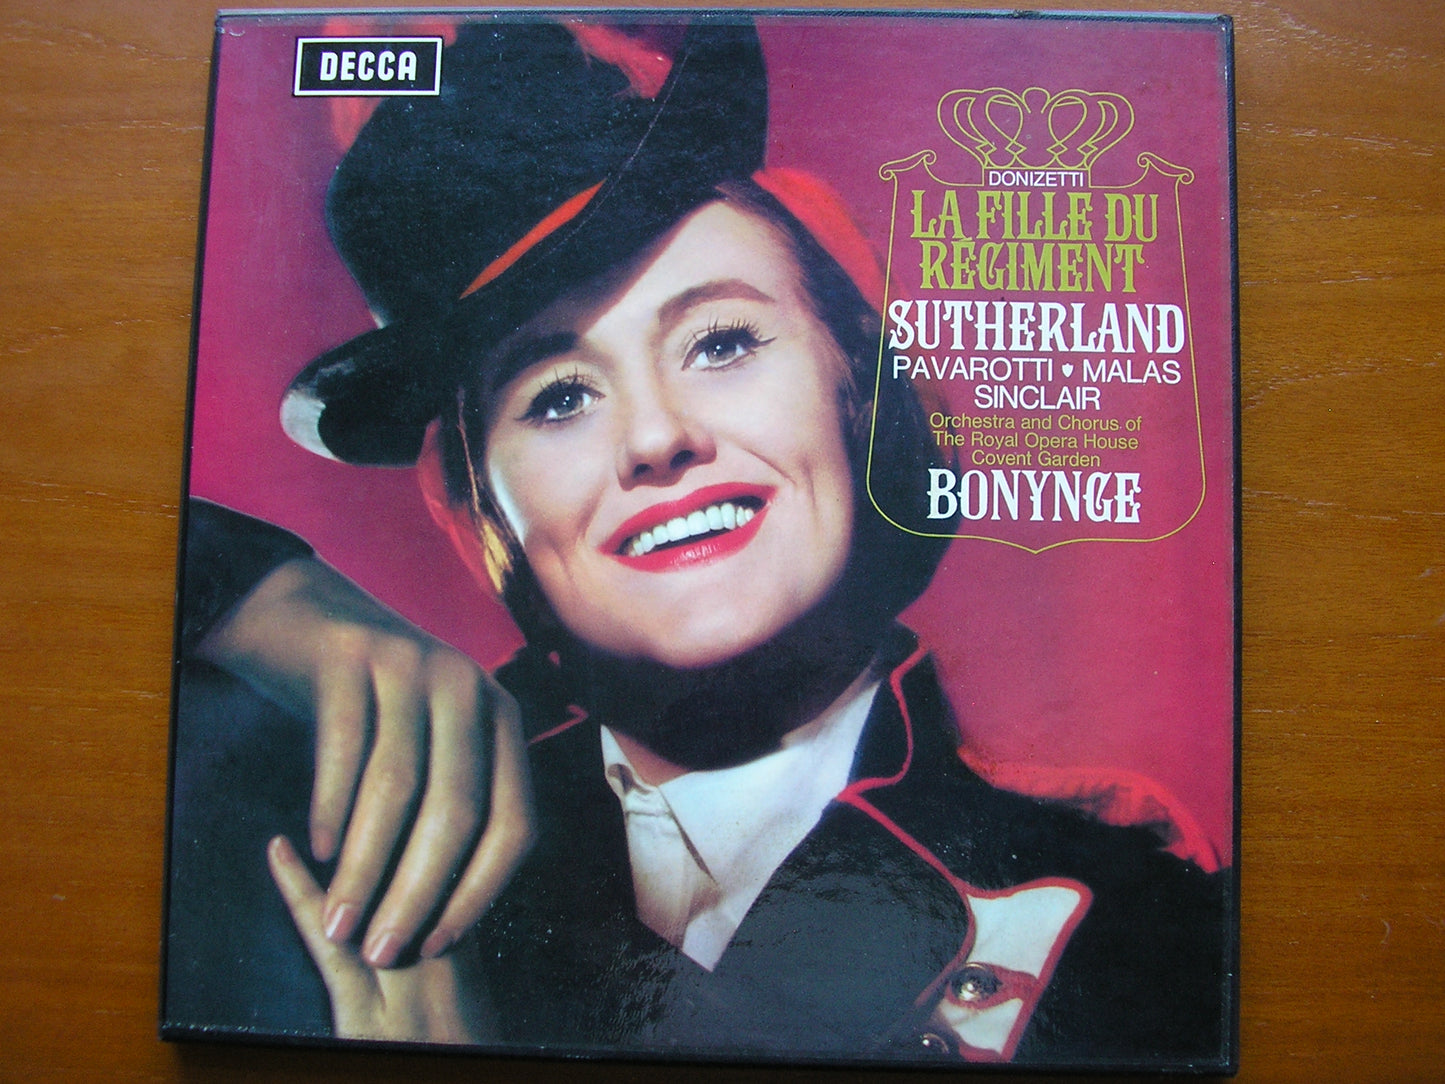 DECCA
DONIZETTI
LA FILLE DU
RÉGIMENT
SUTHERLAND
PAVAROTTI MALAS
SINCLAIR
Orchestra and Chorus of
The Royal Opera House
Covent Garden
BONYNGE